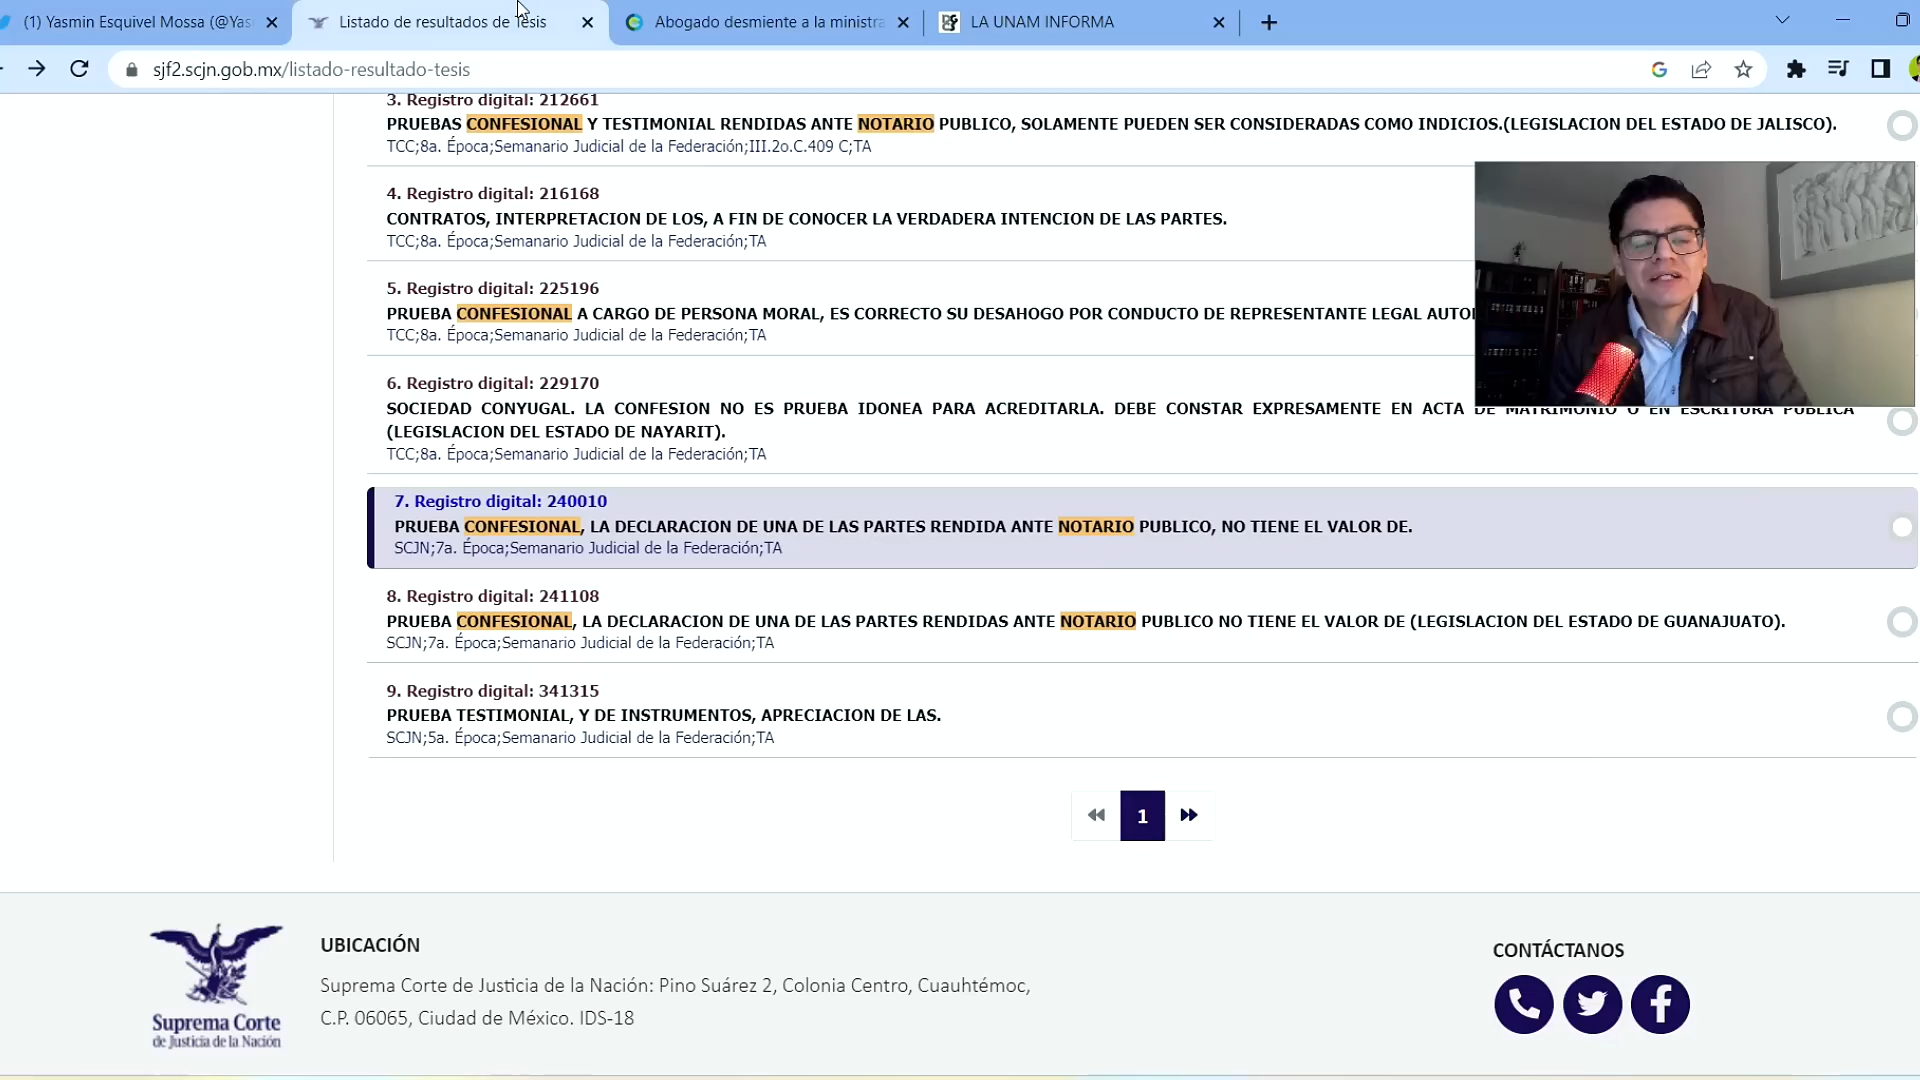 (1) Yasmin Esquivel Mossa (@Yas
Listado de resultados de Tesis
Abogado desmiente a la ministra
LA UNAM INFORMA
sjf2.scjn.gob.mx/listado-resultado-tesis
3. Registro digital: 212661
PRUEBAS CONFESIONAL Y TESTIMONIAL RENDIDAS ANTE NOTARIO PUBLICO, SOLAMENTE PUEDEN SER CONSIDERADAS COMO INDICIOS.(LEGISLACION DEL ESTADO DE JALISCO).
TCC;8a. Época;Semanario Judicial de la Federación;III.2o.C.409 C;TA
4. Registro digital: 216168
CONTRATOS, INTERPRETACION DE LOS, A FIN DE CONOCER LA VERDADERA INTENCION DE LAS PARTES.
TCC;8a. Época;Semanario Judicial de la Federación;TA
5. Registro digital: 225196
PRUEBA CONFESIONAL A CARGO DE PERSONA MORAL, ES CORRECTO SU DESAHOGO POR CONDUCTO DE REPRESENTANTE LEGAL
TCC;8a. Época;Semanario Judicial de la Federación;TA
6. Registro digital: 229170
SOCIEDAD CONYUGAL. LA CONFESION NO ES PRUEBA IDONEA PARA ACREDITARLA. DEBE CONSTAR EXPRESAMENTE EN ACTA DE MATRIMONIO O EN ESCRITURA PUBLICA
(LEGISLACION DEL ESTADO DE NAYARIT).
TCC;8a. Época;Semanario Judicial de la Federación;TA
7. Registro digital: 240010
PRUEBA CONFESIONAL, LA DECLARACION DE UNA DE LAS PARTES RENDIDA ANTE NOTARIO PUBLICO, NO TIENE EL VALOR DE.
SCJN;7a. Época;Semanario Judicial de la Federación;TA
8. Registro digital: 241108
PRUEBA CONFESIONAL, LA DECLARACION DE UNA DE LAS PARTES RENDIDAS ANTE NOTARIO PUBLICO NO TIENE EL VALOR DE (LEGISLACION DEL ESTADO DE GUANAJUATO).
SCJN;7a. Época;Semanario Judicial de la Federación;TA
9. Registro digital: 341315
PRUEBA TESTIMONIAL, Y DE INSTRUMENTOS, APRECIACION DE LAS.
SCJN;5a. Época;Semanario Judicial de la Federación;TA
1
Suprema Corte
de Justicia de la Nación
UBICACIÓN
Suprema Corte de Justicia de la Nación: Pino Suárez 2, Colonia Centro, Cuauhtémoc,
C.P. 06065, Ciudad de México. IDS-18
CONTÁCTANOS